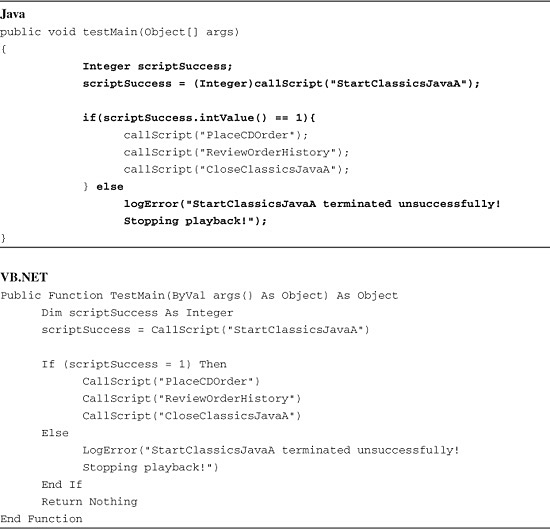 Java
public void testMain(Object[] args)
{
Integer scriptSuccess;
scriptSuccess = (Integer)callScript("StartClassicsJavaA");
if(scriptSuccess.intValue() == 1){
callScript("PlaceCDOrder");
callScript("ReviewOrderHistory");
callScript("CloseClassicsJavaA");
} else
logError("StartClassicsJavaA terminated unsuccessfully!
Stopping playback!");
}
VB.NET
Public Function TestMain(ByVal args() As Object) As Object
Dim scriptSuccess As Integer
scriptSuccess = CallScript("StartClassicsJavaA")
If (scriptSuccess = 1) Then
CallScript("PlaceCDOrder")
CallScript("ReviewOrderHistory")
CallScript("CloseClassicsJavaA")
Else
LogError("StartClassicsJavaA terminated unsuccessfully!
Stopping playback!")
End If
Return Nothing
End Function